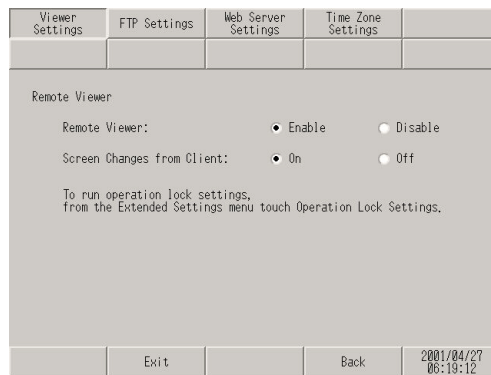 Viewer Settings
FTP Settings
Web Server Settings
Time Zone Settings
Remote Viewer
Remote Viewer:
Enable
Disable
Screen Changes from Client:
On
Off
To run operation lock settings,
from the Extended Settings menu touch Operation Lock Settings.
Exit
Back
2001/04/27
06:19:12